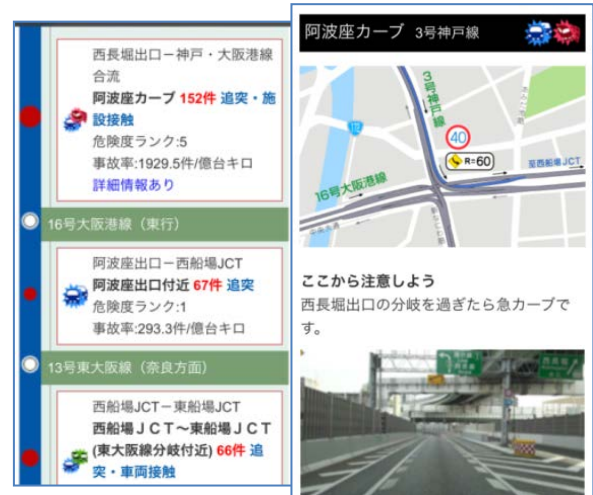 西長堀出口－神戸・大阪港線
合流
阿波座カーブ 152件 追突・施
設接触
危険度ランク:5
事故率:1929.5件/億台キロ
詳細情報あり
16号大阪港線（東行）
阿波座出口－西船場JCT
阿波座出口付近 67件 追突
危険度ランク:1
事故率:293.3件/億台キロ
13号東大阪線（奈良方面）
西船場JCT－東船場JCT
西船場ＪＣＴ～東船場ＪＣＴ
(東大阪線分岐付近) 66件 追
突・車両接触
阿波座カーブ 3号神戸線
3号神戸線
40
R=60
至西船場JCT
16号大阪港線
ここから注意しよう
西長堀出口の分岐を過ぎたら急カーブで
す。